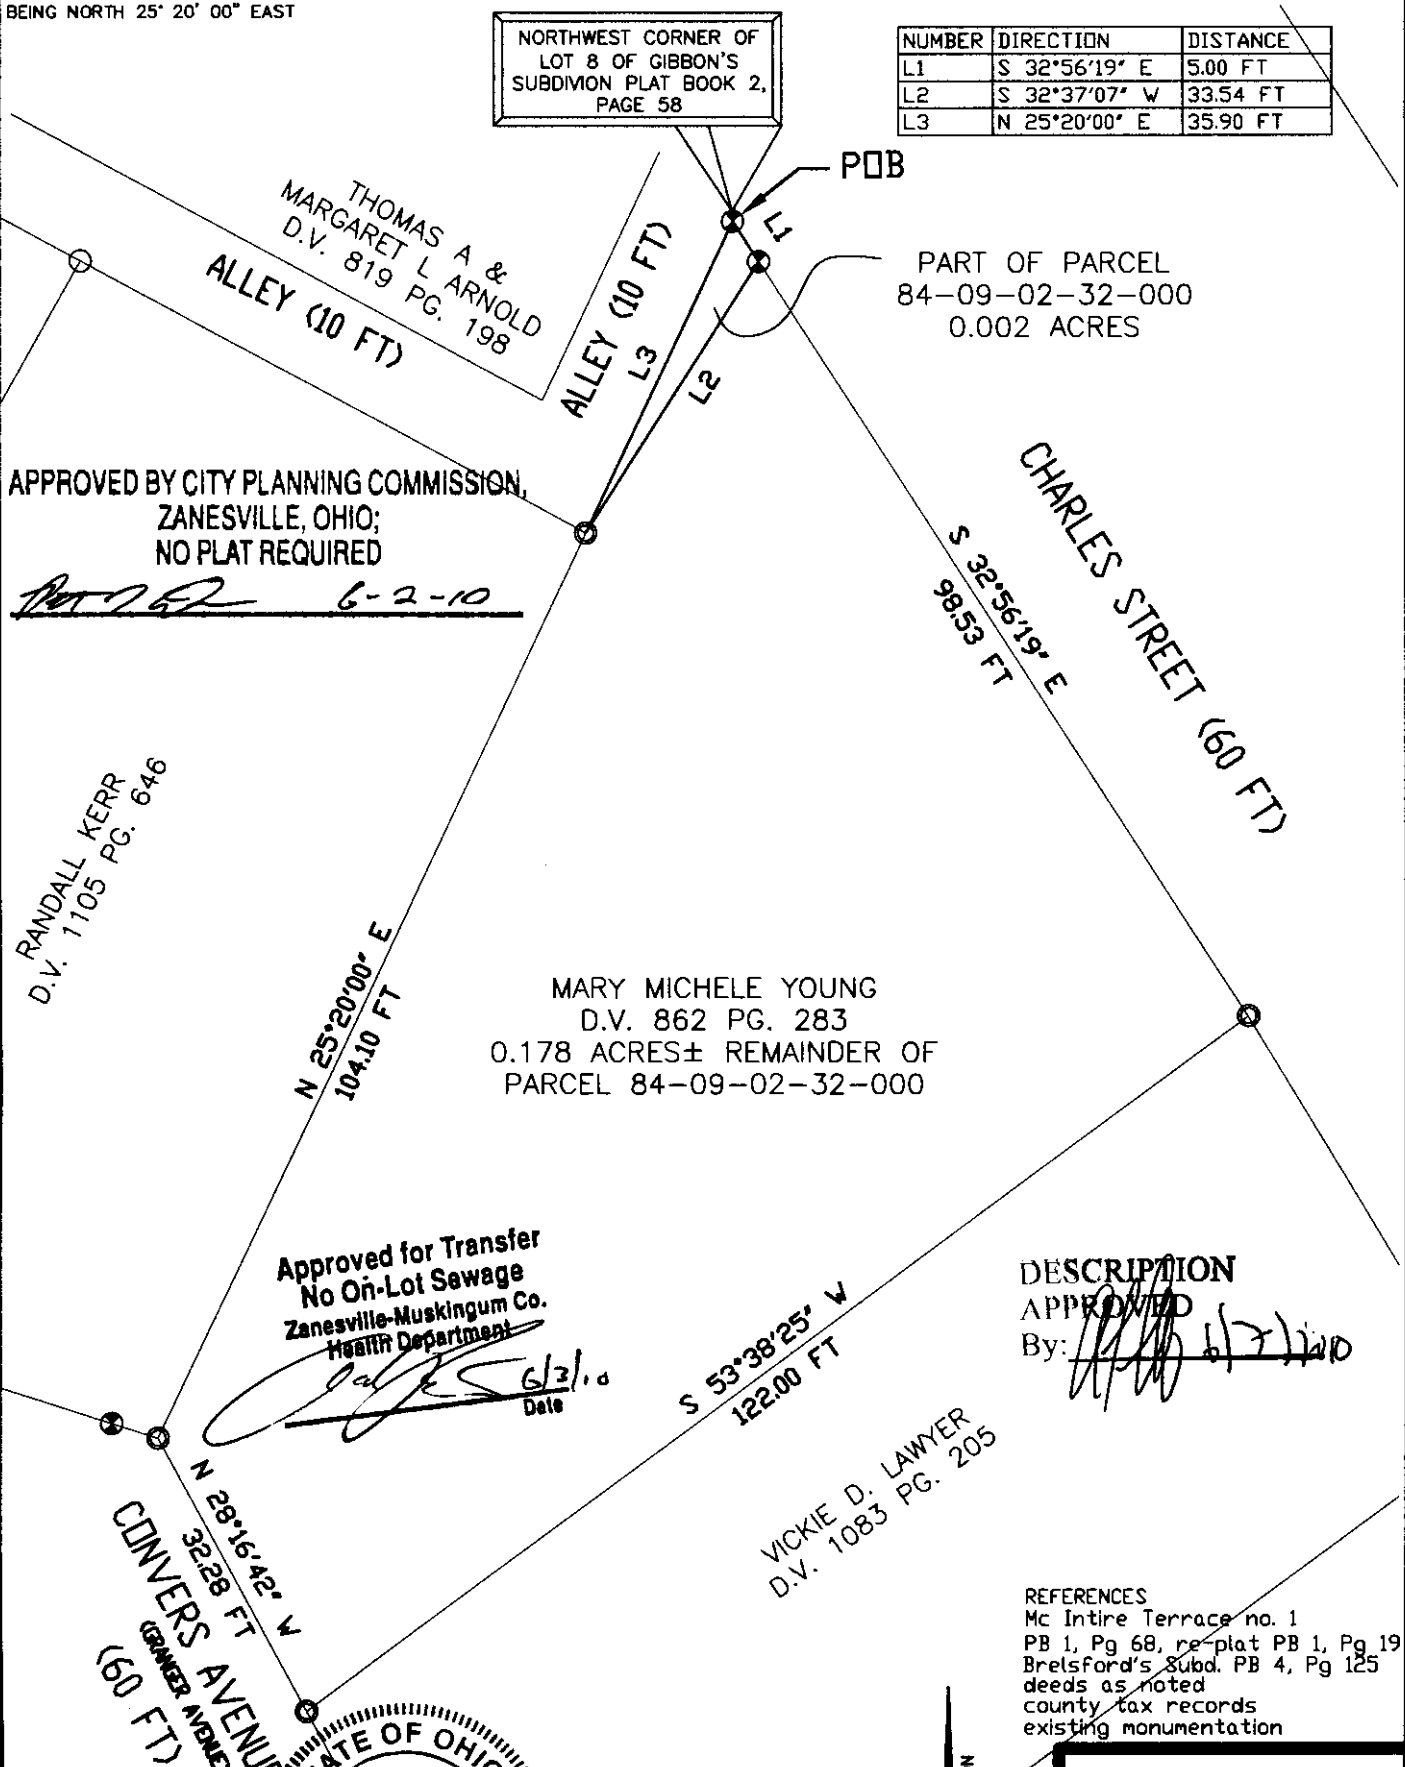 BEING NORTH 25° 20' 00" EAST
NORTHWEST CORNER OF
LOT 8 OF GIBBON'S
SUBDIVION PLAT BOOK 2,
PAGE 58
NUMBER DIRECTION DISTANCE
L1 S 32°56'19" E 5.00 FT
L2 S 32°37'07" W 33.54 FT
L3 N 25°20'00" E 35.90 FT
POB
THOMAS A &
MARGARET L ARNOLD
D.V. 819 PG. 198
ALLEY (10 FT)
ALLEY (10 FT)
L1
L3
L2
PART OF PARCEL
84-09-02-32-000
0.002 ACRES
APPROVED BY CITY PLANNING COMMISSION,
ZANESVILLE, OHIO;
NO PLAT REQUIRED
6-2-10
CHARLES STREET (60 FT)
S 32°56'19" E
98.53 FT
RANDALL KERR
D.V. 1105 PG. 646
N 25°20'00" E
104.10 FT
MARY MICHELE YOUNG
D.V. 862 PG. 283
0.178 ACRES± REMAINDER OF
PARCEL 84-09-02-32-000
Approved for Transfer
No On-Lot Sewage
Zanesville-Muskingum Co.
Health Department
6/3/10
Date
S 53°38'25" W
122.00 FT
DESCRIPTION
APPROVED
By:
VICKIE D. LAWYER
D.V. 1083 PG. 205
N 28°16'42" W
32.28 FT
CONVERS AVENUE
(GRANGER AVENUE
(60 FT)
REFERENCES
Mc Intire Terrace no. 1
PB 1, Pg 68, re-plat PB 1, Pg 19
Brelsford's Subd. PB 4, Pg 125
deeds as noted
county tax records
existing monumentation
ATE OF OHIO
N